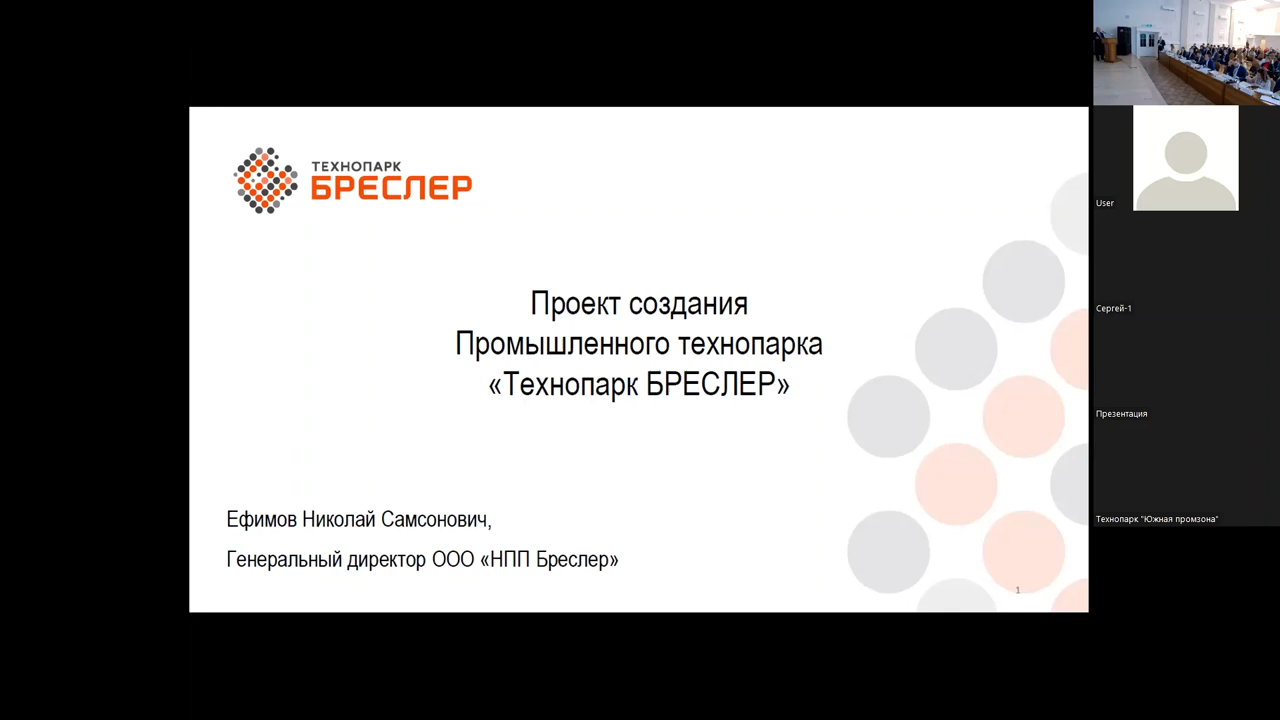 ТЕХНОПАРК
БРЕСЛЕР
Проект создания
Промышленного технопарка
«Технопарк БРЕСЛЕР»
Ефимов Николай Самсонович,
Генеральный директор ООО «НПП Бреслер»
1
User
Сергей-1
Презентация
Технопарк "Южная промзона"